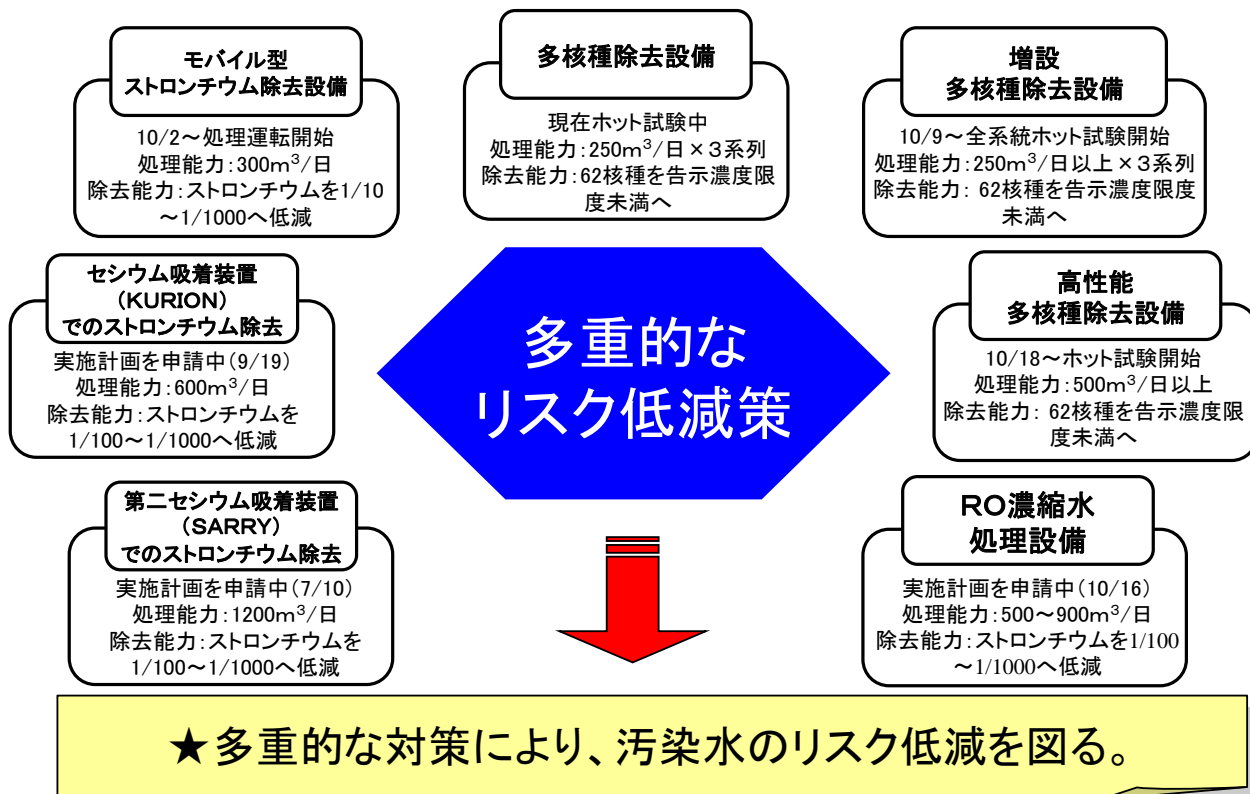 モバイル型
ストロンチウム除去設備
10/2～処理運転開始
処理能力：300m³/日
除去能力：ストロンチウムを1/10
～1/1000へ低減
多核種除去設備
現在ホット試験中
処理能力：250m³/日×３系列
除去能力：62核種を告示濃度限
度未満へ
増設
多核種除去設備
10/9～全系統ホット試験開始
処理能力：250m³/日以上×３系列
除去能力： 62核種を告示濃度限度
未満へ
セシウム吸着装置
（KURION）
でのストロンチウム除去
実施計画を申請中（9/19）
処理能力：600m³/日
除去能力：ストロンチウムを
1/100～1/1000へ低減
多重的な
リスク低減策
高性能
多核種除去設備
10/18～ホット試験開始
処理能力：500m³/日以上
除去能力： 62核種を告示濃度限
度未満へ
第二セシウム吸着装置
（SARRY）
でのストロンチウム除去
実施計画を申請中（7/10）
処理能力：1200m³/日
除去能力：ストロンチウムを
1/100～1/1000へ低減
RO濃縮水
処理設備
実施計画を申請中（10/16）
処理能力：500～900m³/日
除去能力：ストロンチウムを1/100
～1/1000へ低減
★多重的な対策により、汚染水のリスク低減を図る。